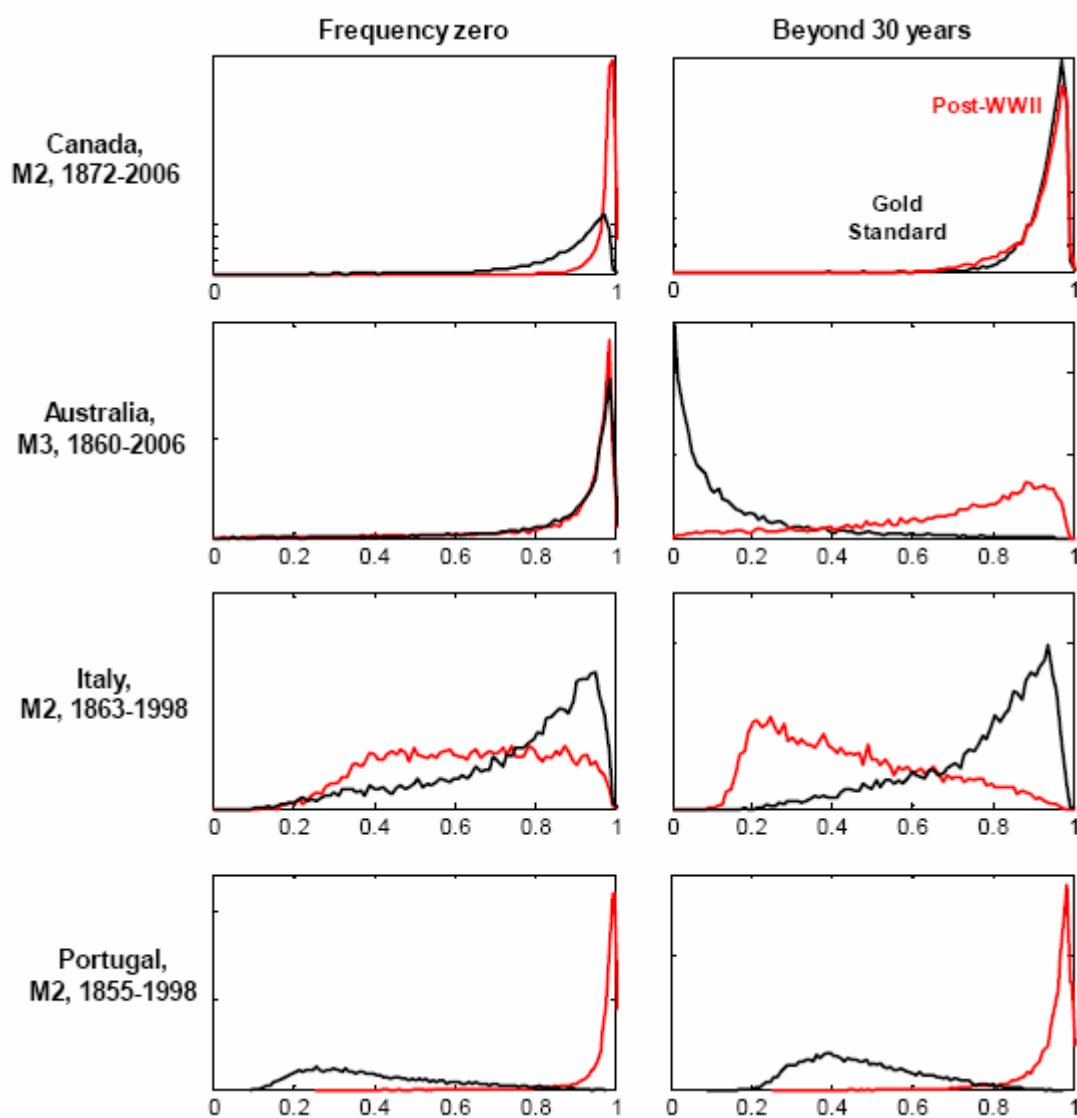 Frequency zero
Beyond 30 years
Canada,
M2, 1872-2006
Post-WWII
Gold
Standard
0 1
0 1
Australia,
M3, 1860-2006
0 0.2 0.4 0.6 0.8 1
0 0.2 0.4 0.6 0.8 1
Italy,
M2, 1863-1998
0 0.2 0.4 0.6 0.8 1
0 0.2 0.4 0.6 0.8 1
Portugal,
M2, 1855-1998
0 0.2 0.4 0.6 0.8 1
0 0.2 0.4 0.6 0.8 1